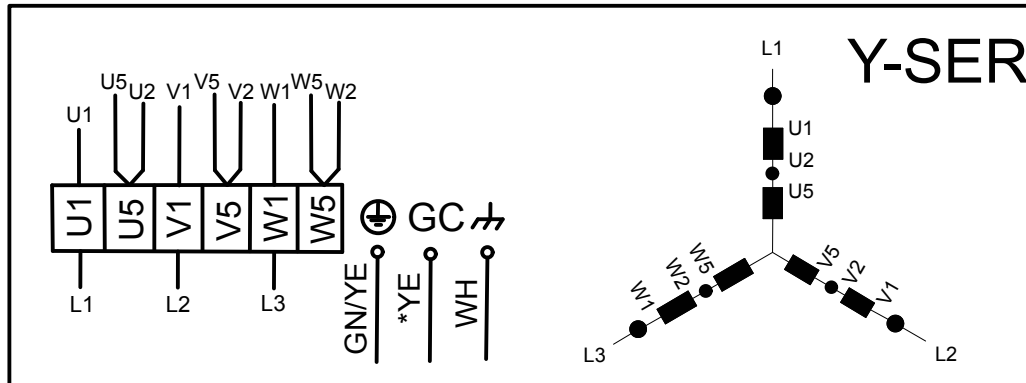 Y-SER
U1 U5 U2 V1 V5 V2 W1 W5 W2
U1 U5 V1 V5 W1 W5
L1 L2 L3
GC
GN/YE *YE WH
L1
U1
U2
U5
W1 W2 W5
V5 V2 V1
L3
L2